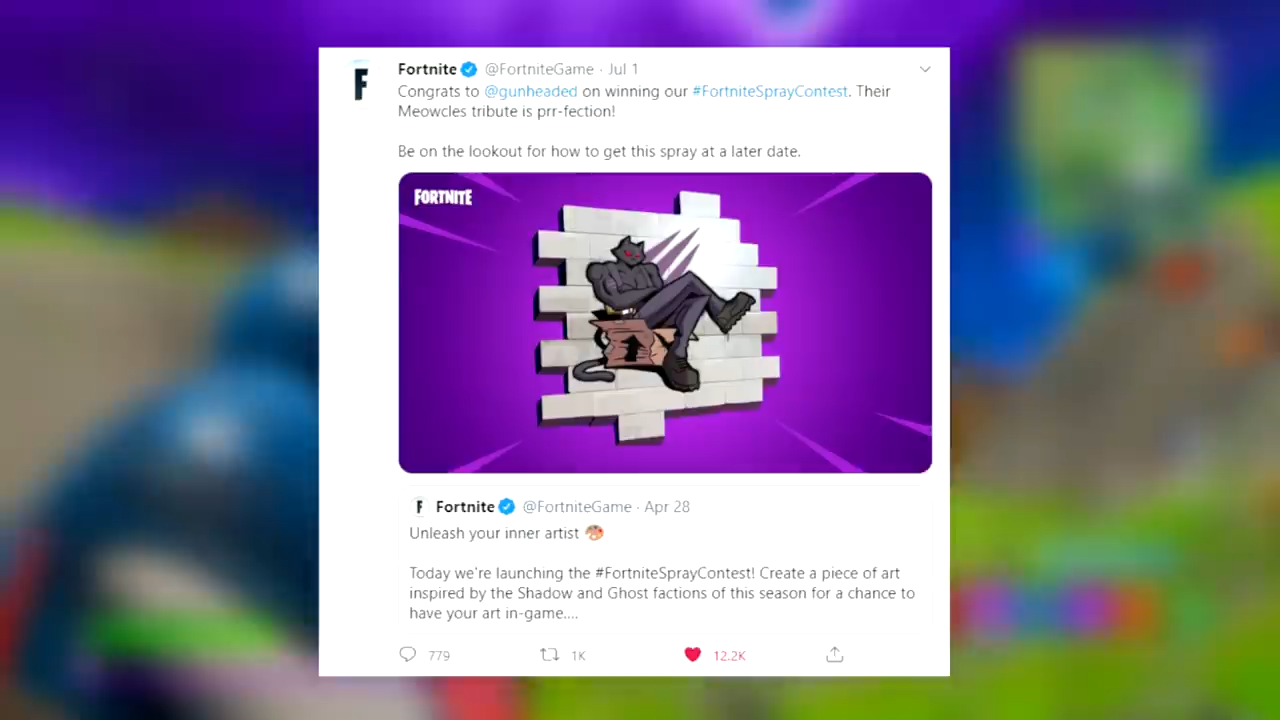 Fortnite @FortniteGame · Jul 1
Congrats to @gunheaded on winning our #FortniteSprayContest. Their
Meowcles tribute is prr-fection!
Be on the lookout for how to get this spray at a later date.
FORTNITE
Fortnite @FortniteGame · Apr 28
Unleash your inner artist 🎨
Today we're launching the #FortniteSprayContest! Create a piece of art
inspired by the Shadow and Ghost factions of this season for a chance to
have your art in-game....
779 1K 12.2K